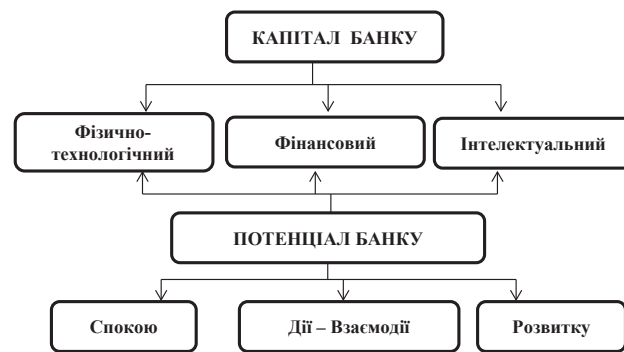 КАПІТАЛ БАНКУ
Фізично-
технологічний
Фінансовий
Інтелектуальний
ПОТЕНЦІАЛ БАНКУ
Спокою
Дії – Взаємодії
Розвитку